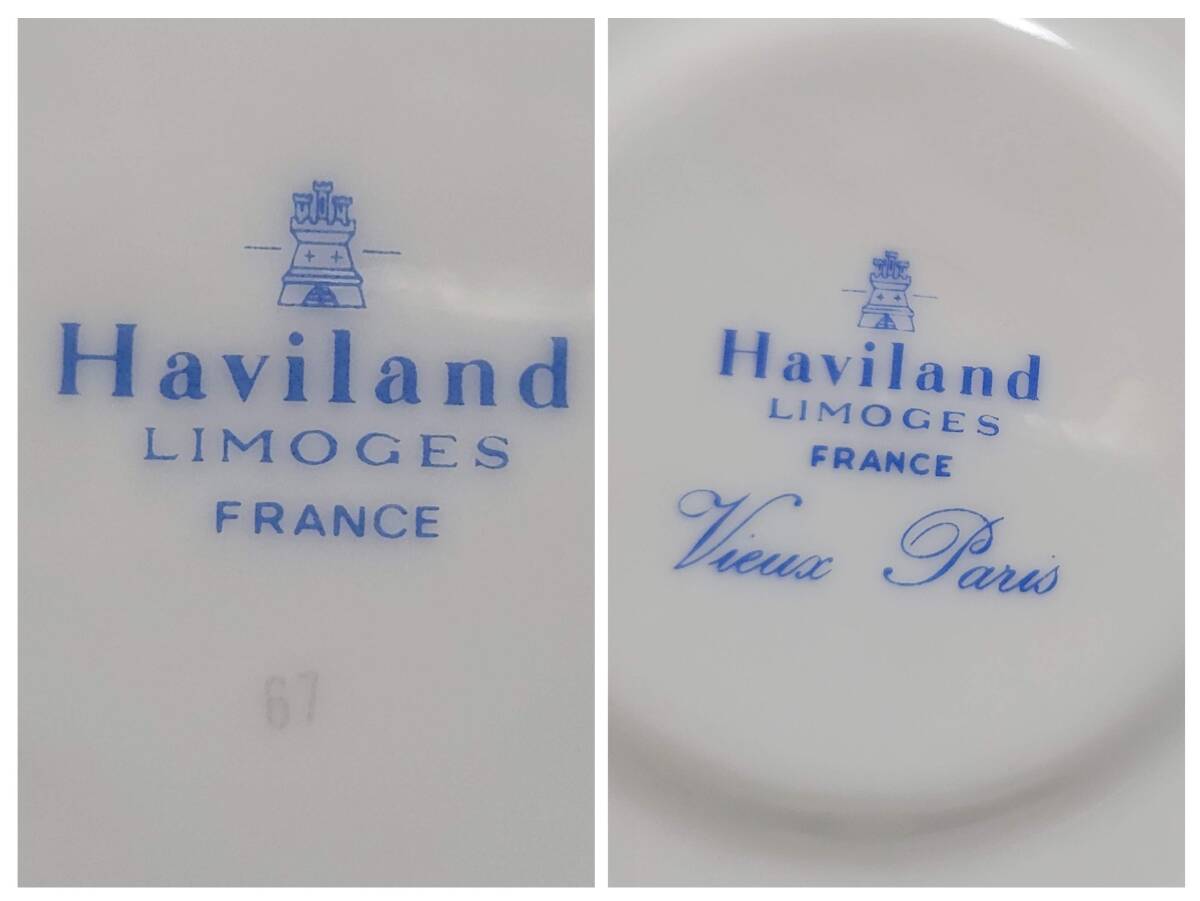 Haviland
LIMOGES
FRANCE
67
Haviland
LIMOGES
FRANCE
Vieux Paris